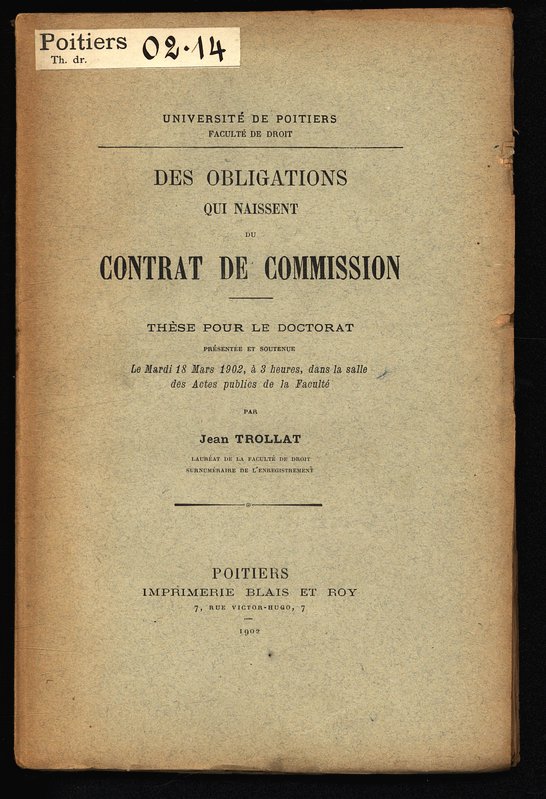 Poitiers 02.14
Th. dr.
UNIVERSITÉ DE POITIERS
FACULTÉ DE DROIT
DES OBLIGATIONS
QUI NAISSENT
DU
CONTRAT DE COMMISSION
THÈSE POUR LE DOCTORAT
PRÉSENTÉE ET SOUTENUE
Le Mardi 18 Mars 1902, à 3 heures, dans la salle
des Actes publics de la Faculté
PAR
Jean TROLLAT
LAURÉAT DE LA FACULTÉ DE DROIT
SURNUMÉRAIRE DE L'ENREGISTREMENT
POITIERS
IMPRIMERIE BLAIS ET ROY
7, RUE VICTOR-HUGO, 7
1902